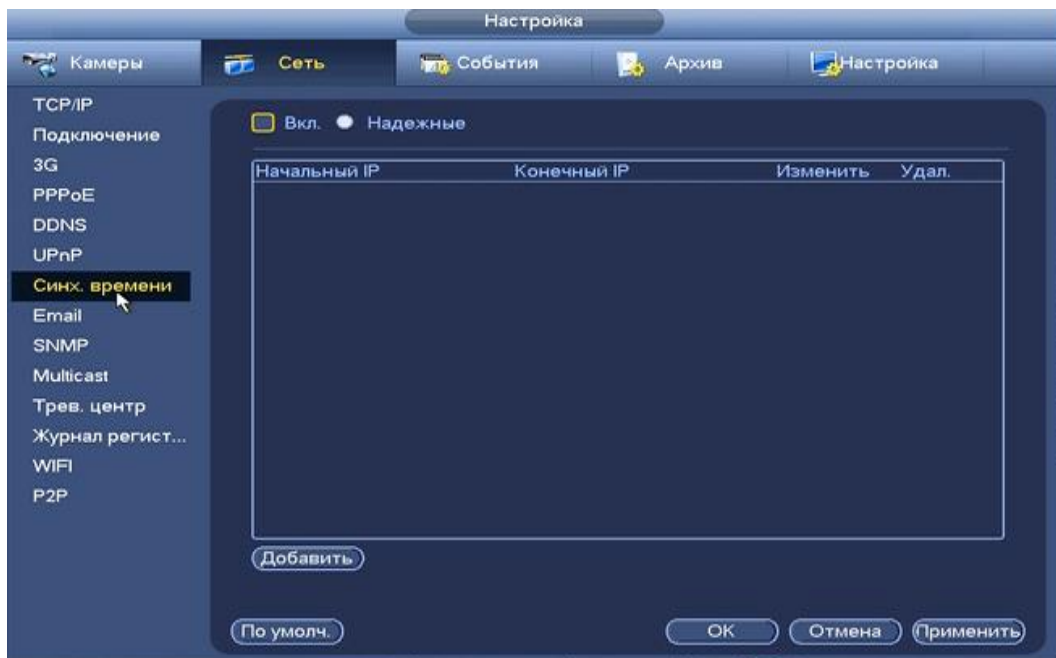 Настройка
Камеры
Сеть
События
Архив
Настройка
TCP/IP
Подключение
3G
PPPoE
DDNS
UPnP
Синх. времени
Email
SNMP
Multicast
Трев. центр
Журнал регист...
WIFI
P2P
Вкл. Надежные
Начальный IP Конечный IP Изменить Удал.
Добавить
По умолч. OK Отмена Применить